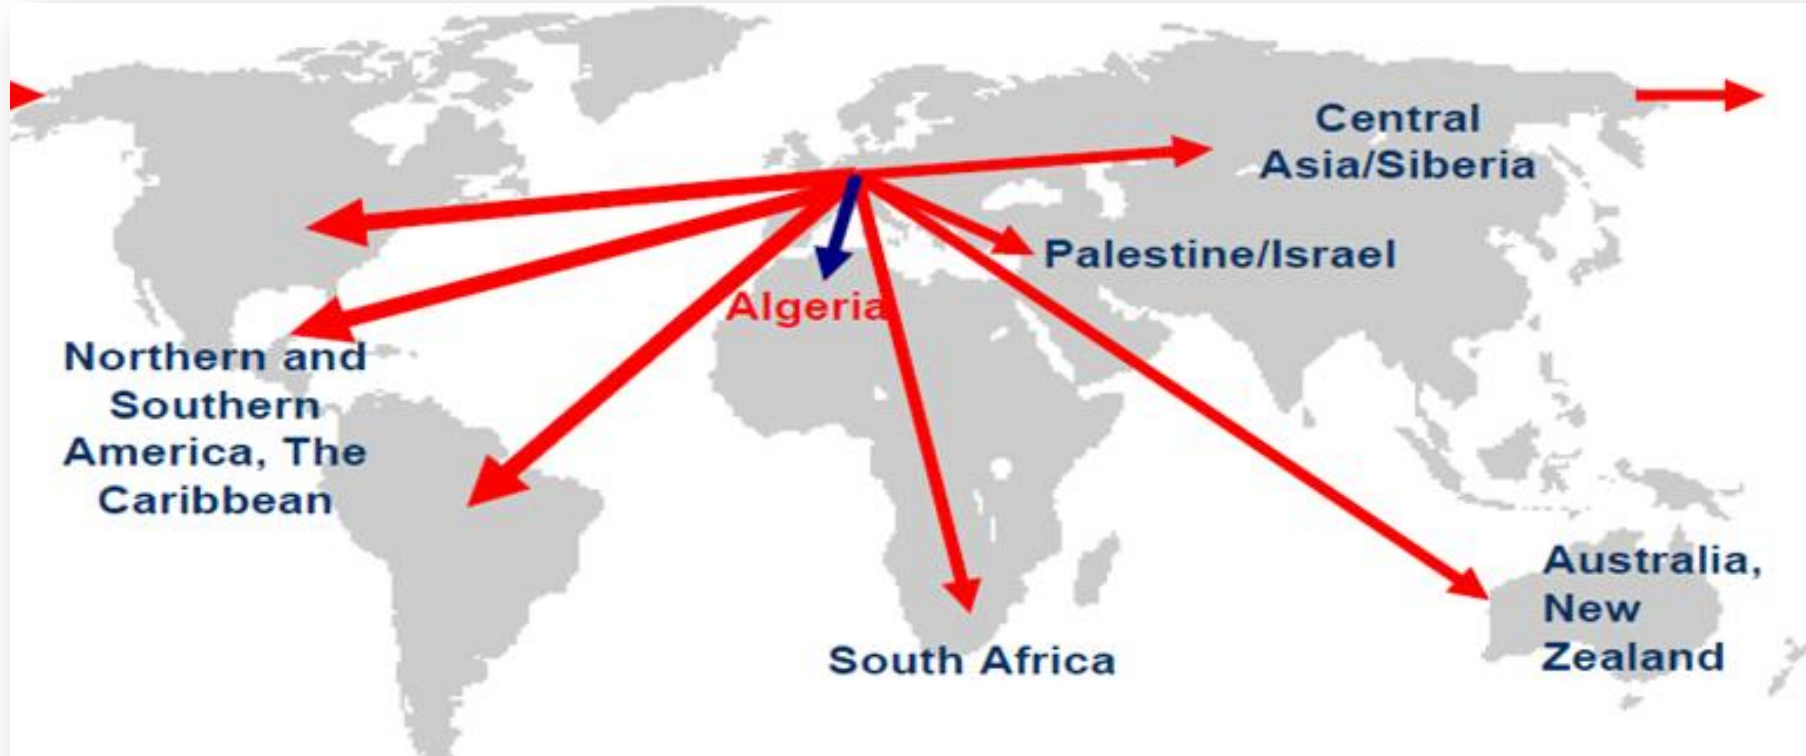 Central
Asia/Siberia
Palestine/Israel
Algeria
Northern and
Southern
America, The
Caribbean
Australia,
New
Zealand
South Africa